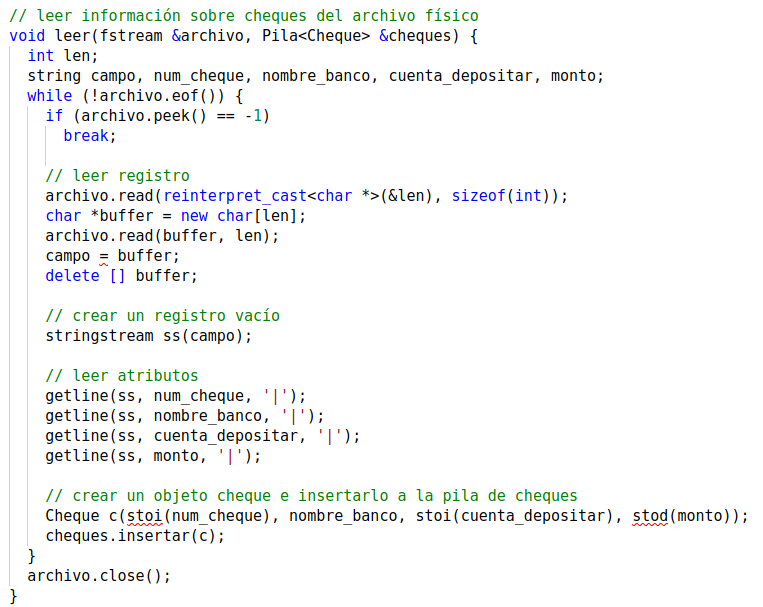 // leer información sobre cheques del archivo físico
void leer(fstream &archivo, Pila<Cheque> &cheques) {
  int len;
  string campo, num_cheque, nombre_banco, cuenta_depositar, monto;
  while (!archivo.eof()) {
    if (archivo.peek() == -1)
      break;

    // leer registro
    archivo.read(reinterpret_cast<char *>(&len), sizeof(int));
    char *buffer = new char[len];
    archivo.read(buffer, len);
    campo = buffer;
    delete [] buffer;

    // crear un registro vacío
    stringstream ss(campo);

    // leer atributos
    getline(ss, num_cheque, '|');
    getline(ss, nombre_banco, '|');
    getline(ss, cuenta_depositar, '|');
    getline(ss, monto, '|');

    // crear un objeto cheque e insertarlo a la pila de cheques
    Cheque c(stoi(num_cheque), nombre_banco, stoi(cuenta_depositar), stod(monto));
    cheques.insertar(c);
  }
  archivo.close();
}